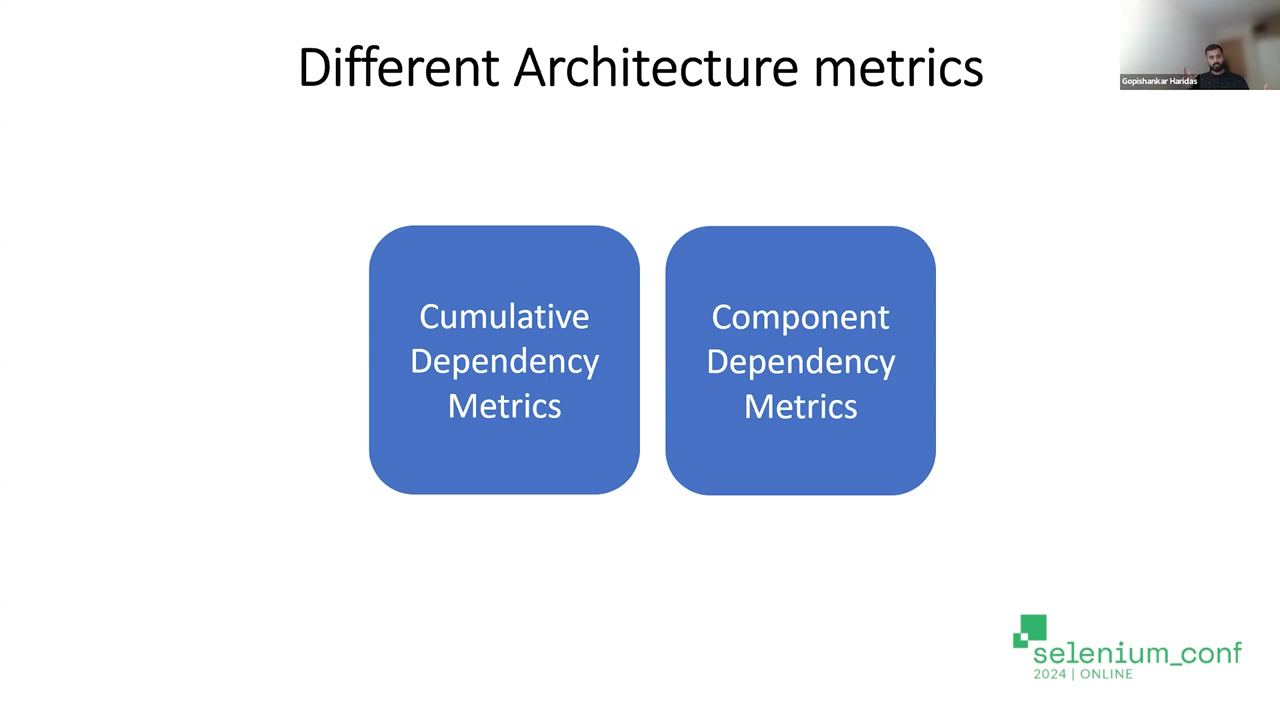 Different Architecture metrics
Gopishankar Haridas
Cumulative
Dependency
Metrics
Component
Dependency
Metrics
selenium_conf
2024 | ONLINE